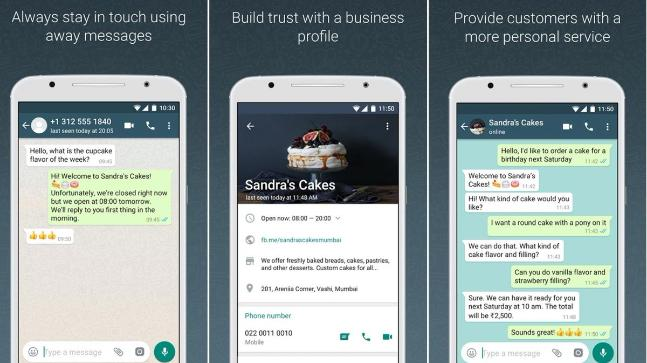 Always stay in touch using
away messages
10:30
+1 312 555 1840
last seen today at 20:05
Hello, what is the cupcake
flavor of the week?
09:45
Hi! Welcome to Sandra's Cakes!
Unfortunately, we're closed right now
but we open at 08:00 tomorrow.
We'll reply to you first thing in the
morning.
09:45
09:50
Type a message
Build trust with a business
profile
11:50
Sandra's Cakes
last seen today at 11:48 AM
Open now: 08:00 – 20:00
fb.me/sandrascakesmumbai
We offer freshly baked breads, cakes, pastries,
and other desserts. Custom cakes for all...
201, Arenia Corner, Vashi, Mumbai
Phone number
022 0011 0010
Mobile
Provide customers with a
more personal service
11:50
Sandra's Cakes
online
Hello, I'd like to order a cake for a
birthday next Saturday
11:42
Welcome to Sandra's
Cakes!
11:42
Hi! What kind of cake would you
like?
11:43
I want a round cake with a pony on it
11:43
We can do that. What kind of
cake flavor and filling?
11:43
Can you do vanilla flavor and
strawberry filling?
11:45
Sure. We can have it ready for you
next Saturday at 10 am. The total
will be ₹2,500.
11:48
Sounds great!
11:50
Type a message